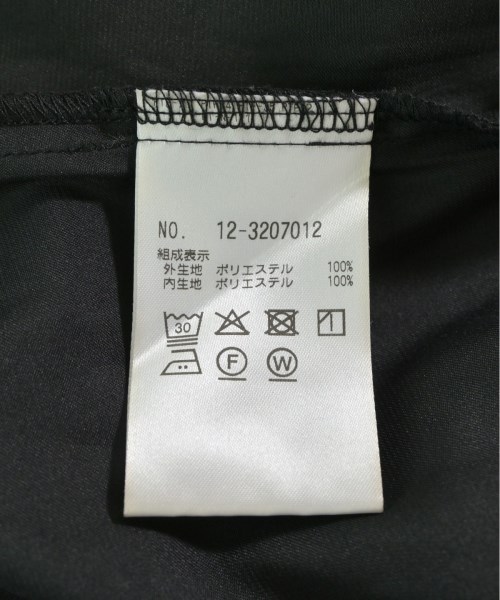 NO. 12-3207012
組成表示
外生地 ポリエステル 100%
内生地 ポリエステル 100%
30
F W